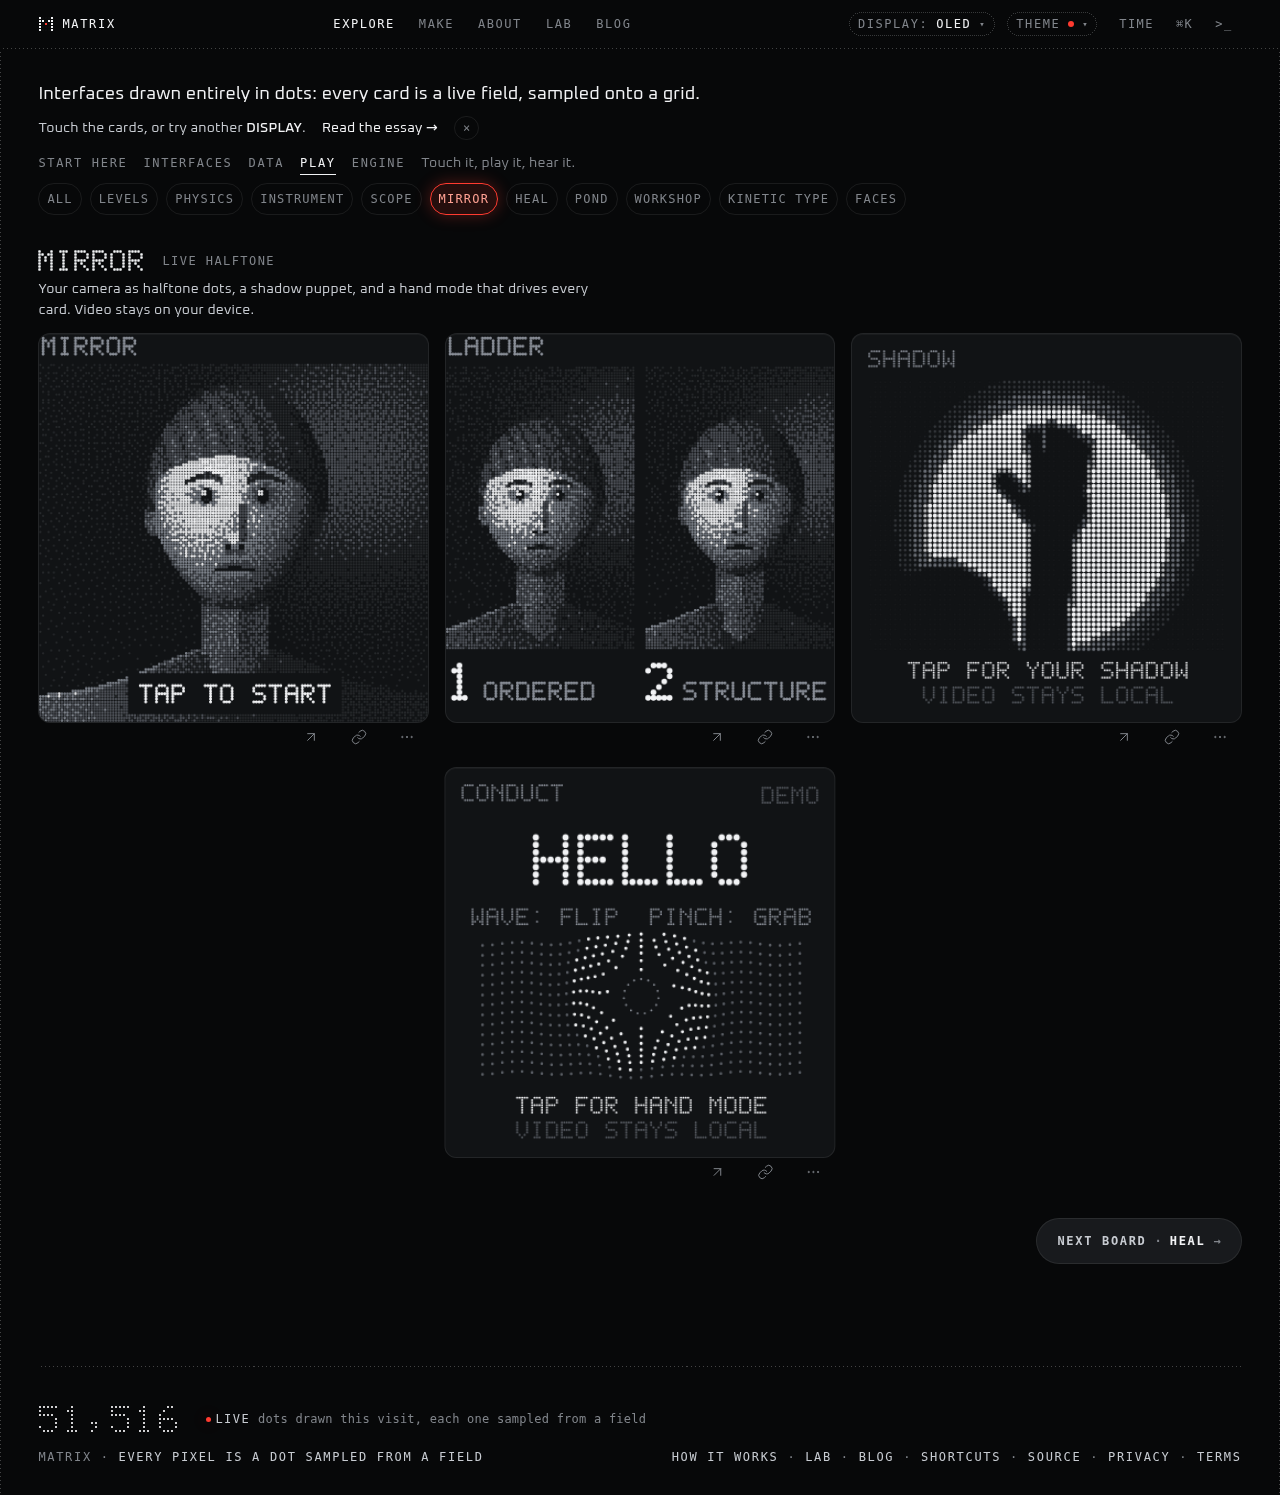 MATRIX EXPLORE MAKE ABOUT LAB BLOG DISPLAY: OLED ▾ THEME ▾ TIME ⌘K >_
Interfaces drawn entirely in dots: every card is a live field, sampled onto a grid.
Touch the cards, or try another DISPLAY. Read the essay → ×
START HERE INTERFACES DATA PLAY ENGINE Touch it, play it, hear it.
ALL LEVELS PHYSICS INSTRUMENT SCOPE MIRROR HEAL POND WORKSHOP KINETIC TYPE FACES
MIRROR LIVE HALFTONE
Your camera as halftone dots, a shadow puppet, and a hand mode that drives every
card. Video stays on your device.
MIRROR
TAP TO START
LADDER
1 ORDERED 2 STRUCTURE
SHADOW
TAP FOR YOUR SHADOW
VIDEO STAYS LOCAL
CONDUCT DEMO
HELLO
WAVE: FLIP PINCH: GRAB
TAP FOR HAND MODE
VIDEO STAYS LOCAL
NEXT BOARD · HEAL →
51,516 LIVE dots drawn this visit, each one sampled from a field
MATRIX · EVERY PIXEL IS A DOT SAMPLED FROM A FIELD HOW IT WORKS · LAB · BLOG · SHORTCUTS · SOURCE · PRIVACY · TERMS